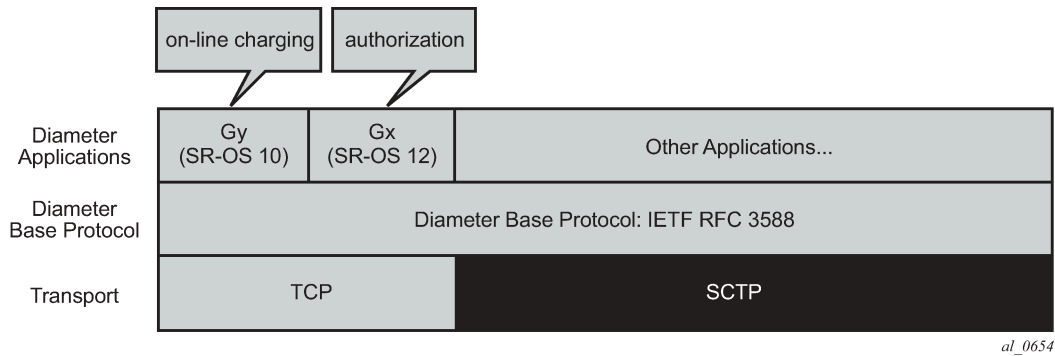 on-line charging
authorization
Diameter
Applications
Gy
(SR-OS 10)
Gx
(SR-OS 12)
Other Applications...
Diameter
Base Protocol
Diameter Base Protocol: IETF RFC 3588
Transport
TCP
SCTP
al_0654